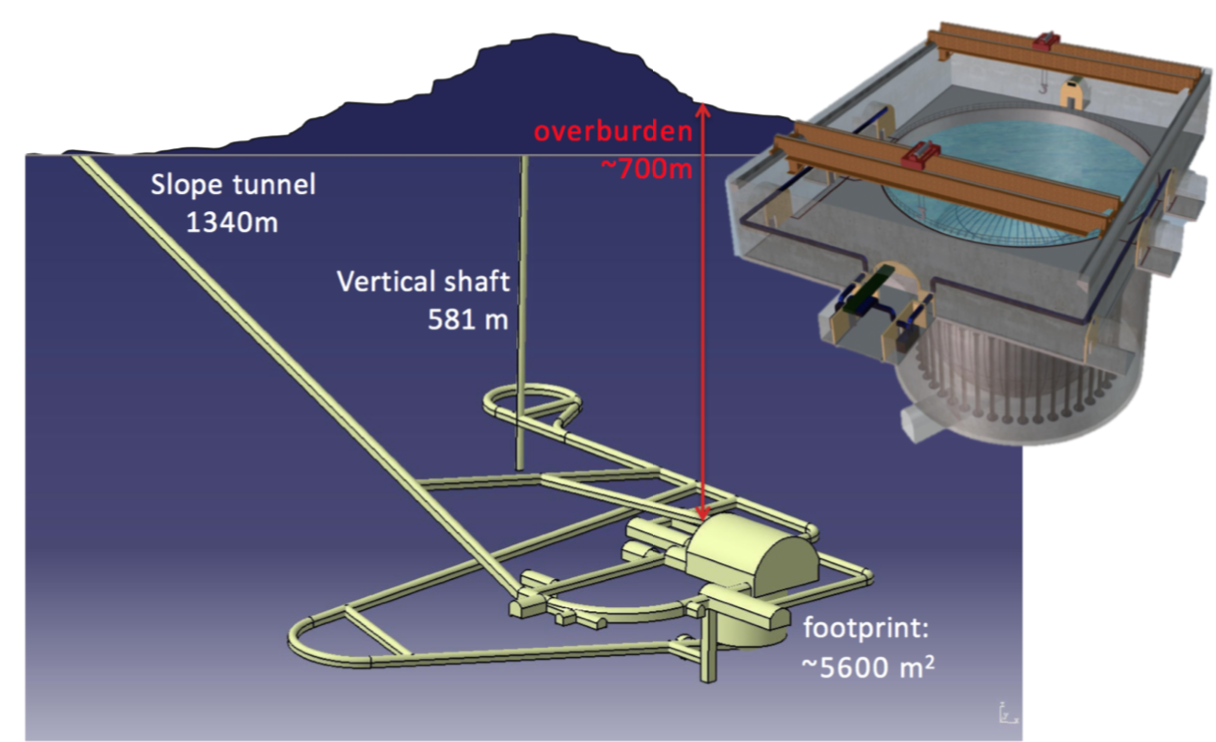 overburden
~700m
Slope tunnel
1340m
Vertical shaft
581 m
footprint:
~5600 m²
z
y
x